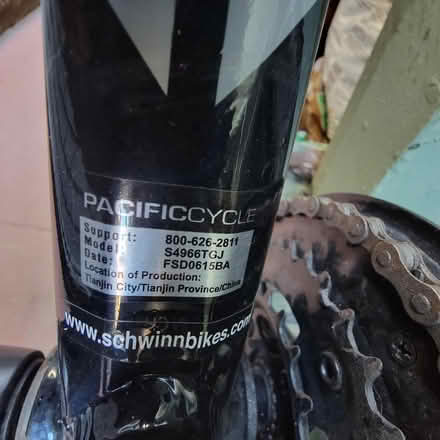 PACIFICCYCLE
Support: 800-626-2811
Model: S4966TGJ
Date: FSD0615BA
Location of Production:
Tianjin City/Tianjin Province/China
www.schwinnbikes.com